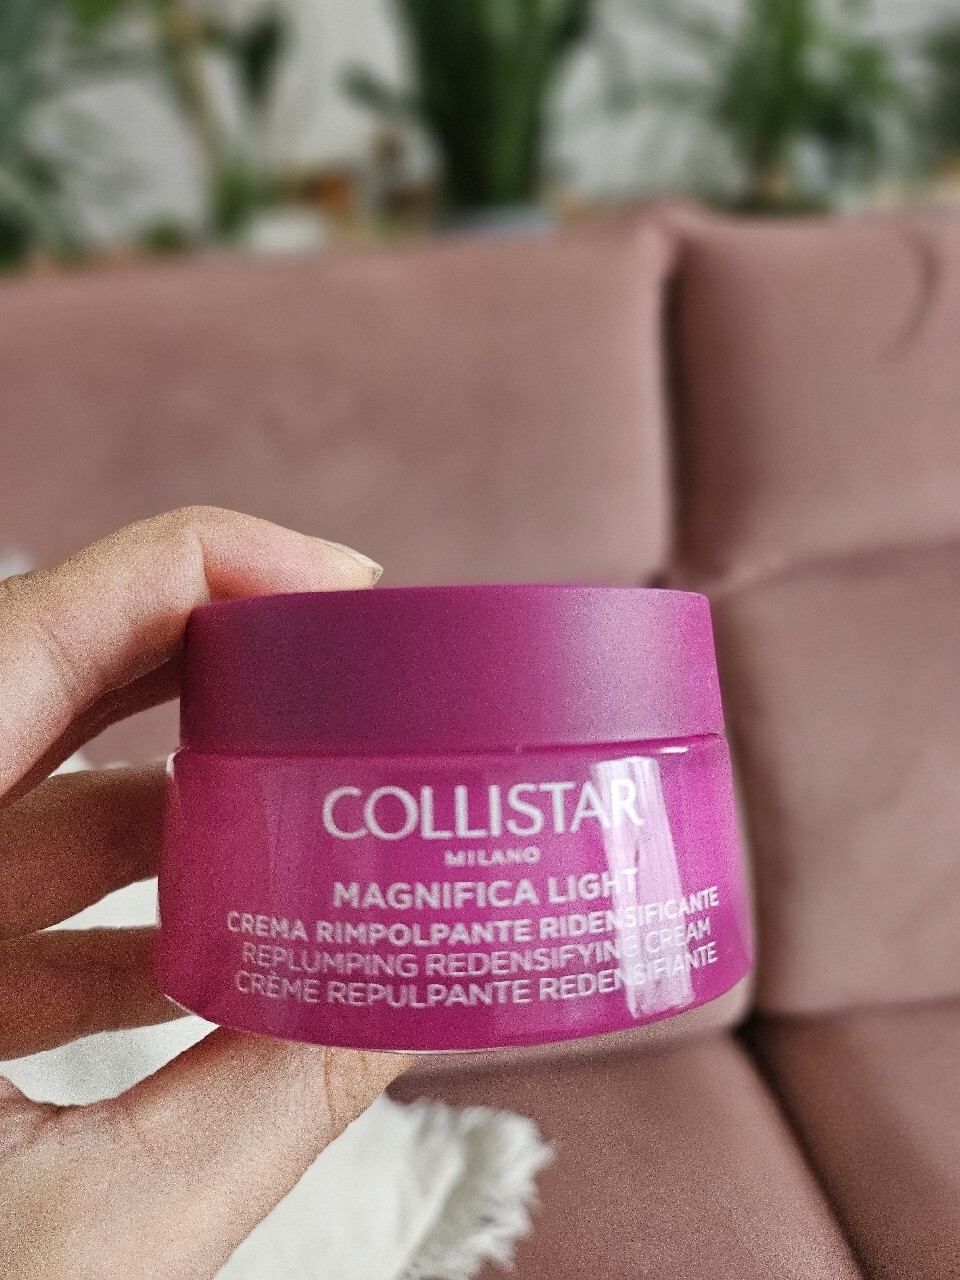 COLLISTAR
MILANO
MAGNIFICA LIGHT
CREMA RIMPOLPANTE RIDENSIFICANTE
REPLUMPING REDENSIFYING CREAM
CRÈME REPULPANTE REDENSIFIANTE